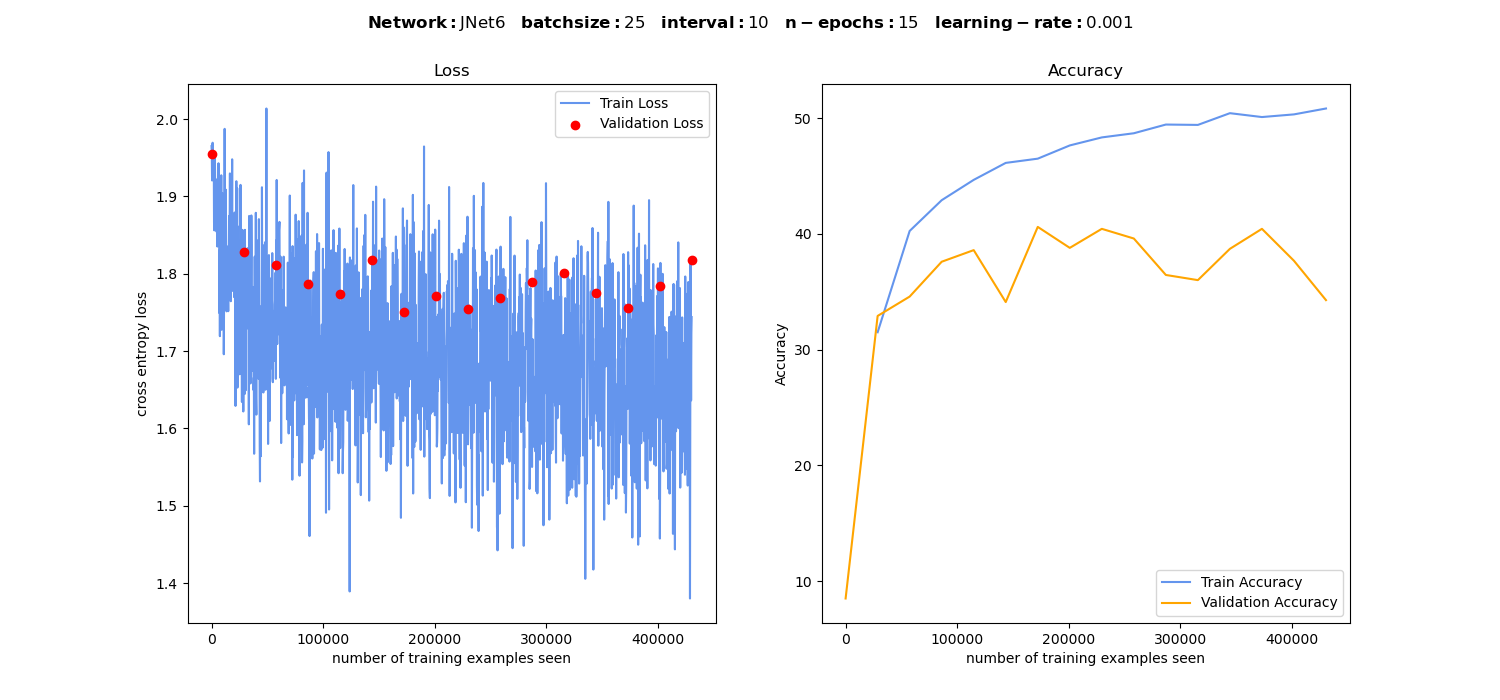 Network: JNet6 batchsize: 25 interval: 10 n−epochs: 15 learning−rate: 0.001
Loss
Train Loss
Validation Loss
2.0
1.9
1.8
1.7
1.6
1.5
1.4
cross entropy loss
0 100000 200000 300000 400000
number of training examples seen
Accuracy
50
40
30
20
10
Accuracy
Train Accuracy
Validation Accuracy
0 100000 200000 300000 400000
number of training examples seen